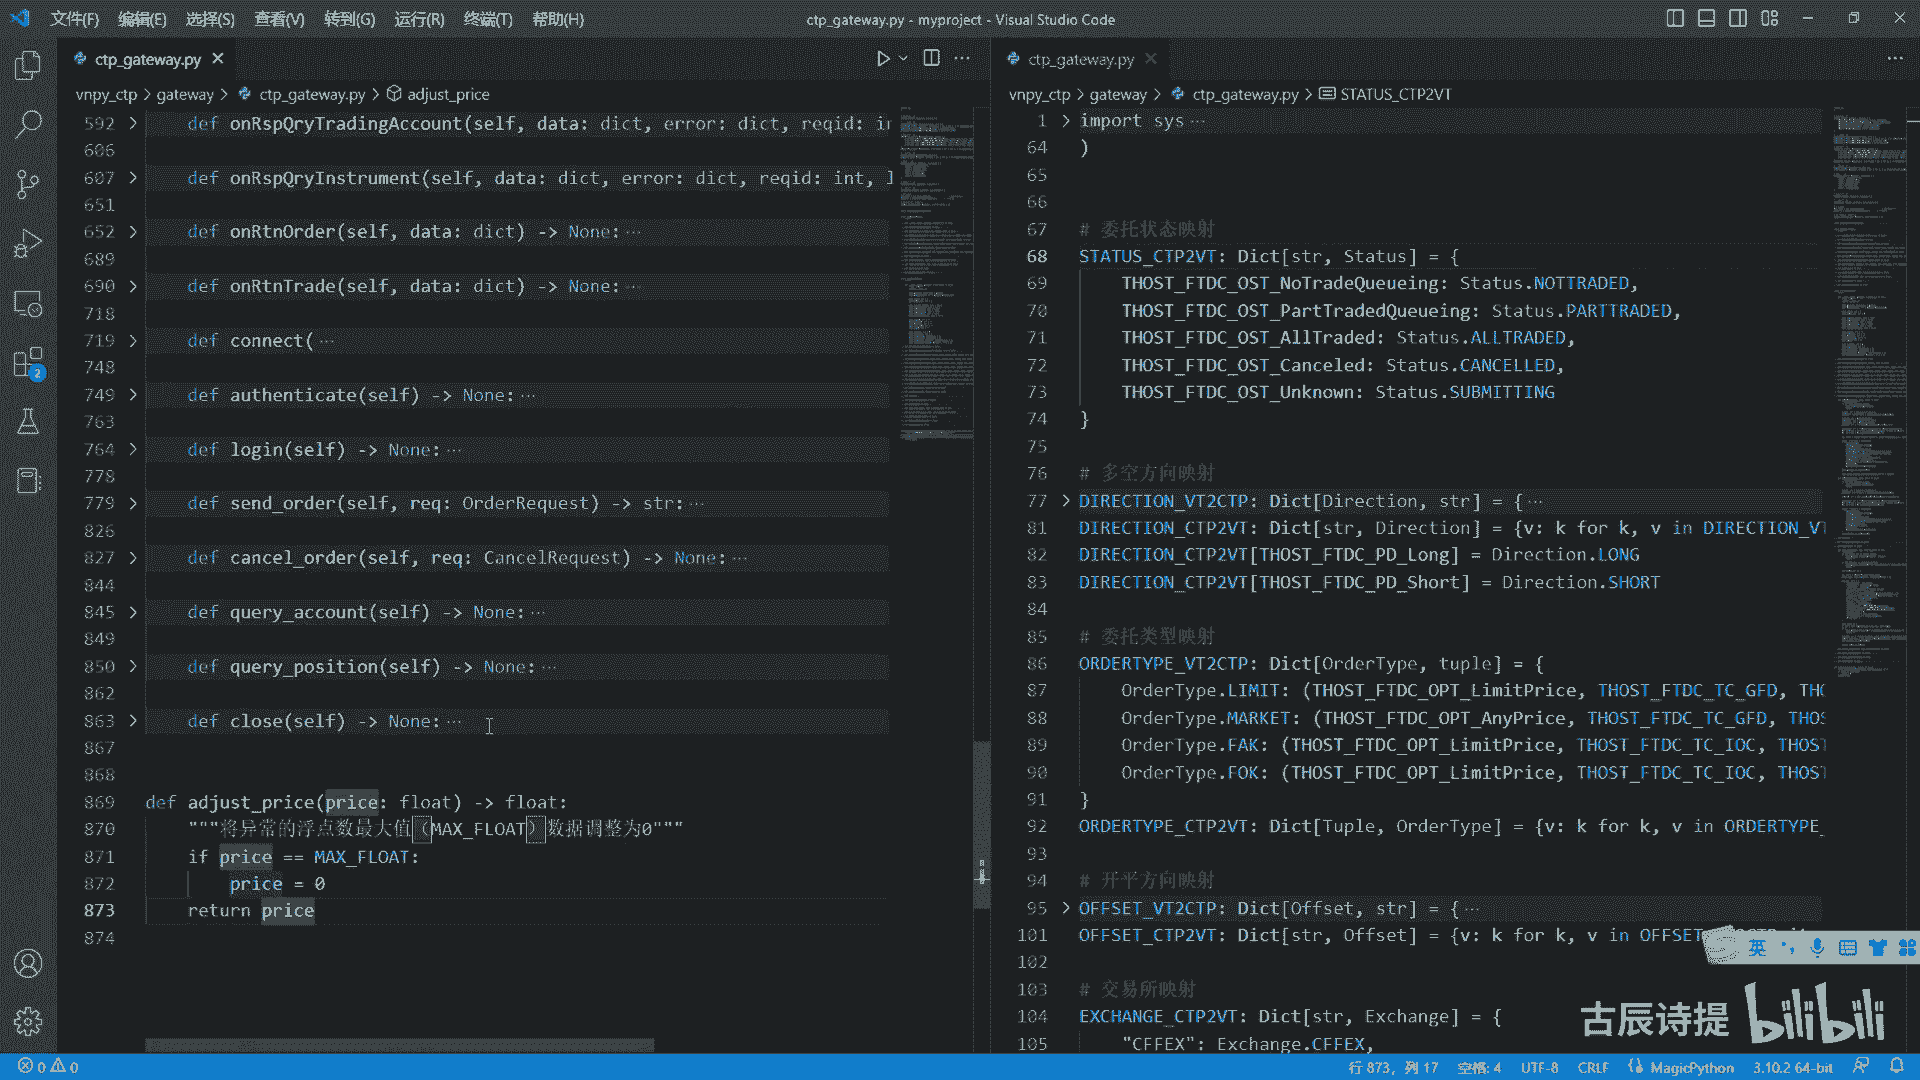 文件(F) 编辑(E) 选择(S) 查看(V) 转到(G) 运行(R) 终端(T) 帮助(H)
ctp_gateway.py - myproject - Visual Studio Code
ctp_gateway.py
vnpy_ctp > gateway > ctp_gateway.py > adjust_price
592 def onRspQryTradingAccount(self, data: dict, error: dict, reqid: in
606
607 def onRspQryInstrument(self, data: dict, error: dict, reqid: int, l
651
652 def onRtnOrder(self, data: dict) -> None:…
689
690 def onRtnTrade(self, data: dict) -> None:…
718
719 def connect(…
748
749 def authenticate(self) -> None:…
763
764 def login(self) -> None:…
778
779 def send_order(self, req: OrderRequest) -> str:…
826
827 def cancel_order(self, req: CancelRequest) -> None:…
844
845 def query_account(self) -> None:…
849
850 def query_position(self) -> None:…
862
863 def close(self) -> None:…
867
868
869 def adjust_price(price: float) -> float:
870 """将异常的浮点数最大值（MAX_FLOAT）数据调整为0"""
871 if price == MAX_FLOAT:
872 price = 0
873 return price
874
ctp_gateway.py
vnpy_ctp > gateway > ctp_gateway.py > STATUS_CTP2VT
1 import sys…
64 )
65
66
67 # 委托状态映射
68 STATUS_CTP2VT: Dict[str, Status] = {
69 THOST_FTDC_OST_NoTradeQueueing: Status.NOTTRADED,
70 THOST_FTDC_OST_PartTradedQueueing: Status.PARTTRADED,
71 THOST_FTDC_OST_AllTraded: Status.ALLTRADED,
72 THOST_FTDC_OST_Canceled: Status.CANCELLED,
73 THOST_FTDC_OST_Unknown: Status.SUBMITTING
74 }
75
76 # 多空方向映射
77 DIRECTION_VT2CTP: Dict[Direction, str] = {…
81 DIRECTION_CTP2VT: Dict[str, Direction] = {v: k for k, v in DIRECTION_VT
82 DIRECTION_CTP2VT[THOST_FTDC_PD_Long] = Direction.LONG
83 DIRECTION_CTP2VT[THOST_FTDC_PD_Short] = Direction.SHORT
84
85 # 委托类型映射
86 ORDERTYPE_VT2CTP: Dict[OrderType, tuple] = {
87 OrderType.LIMIT: (THOST_FTDC_OPT_LimitPrice, THOST_FTDC_TC_GFD, THO
88 OrderType.MARKET: (THOST_FTDC_OPT_AnyPrice, THOST_FTDC_TC_GFD, THOS
89 OrderType.FAK: (THOST_FTDC_OPT_LimitPrice, THOST_FTDC_TC_IOC, THOST
90 OrderType.FOK: (THOST_FTDC_OPT_LimitPrice, THOST_FTDC_TC_IOC, THOST
91 }
92 ORDERTYPE_CTP2VT: Dict[Tuple, OrderType] = {v: k for k, v in ORDERTYPE_
93
94 # 开平方向映射
95 OFFSET_VT2CTP: Dict[Offset, str] = {…
101 OFFSET_CTP2VT: Dict[str, Offset] = {v: k for k, v in OFFSET
102
103 # 交易所映射
104 EXCHANGE_CTP2VT: Dict[str, Exchange] = {
105 "CFFEX": Exchange.CFFEX,
2
英
古辰诗提 bilibili
0 0
行 873，列 17 空格: 4 UTF-8 CRLF MagicPython 3.10.2 64-bit